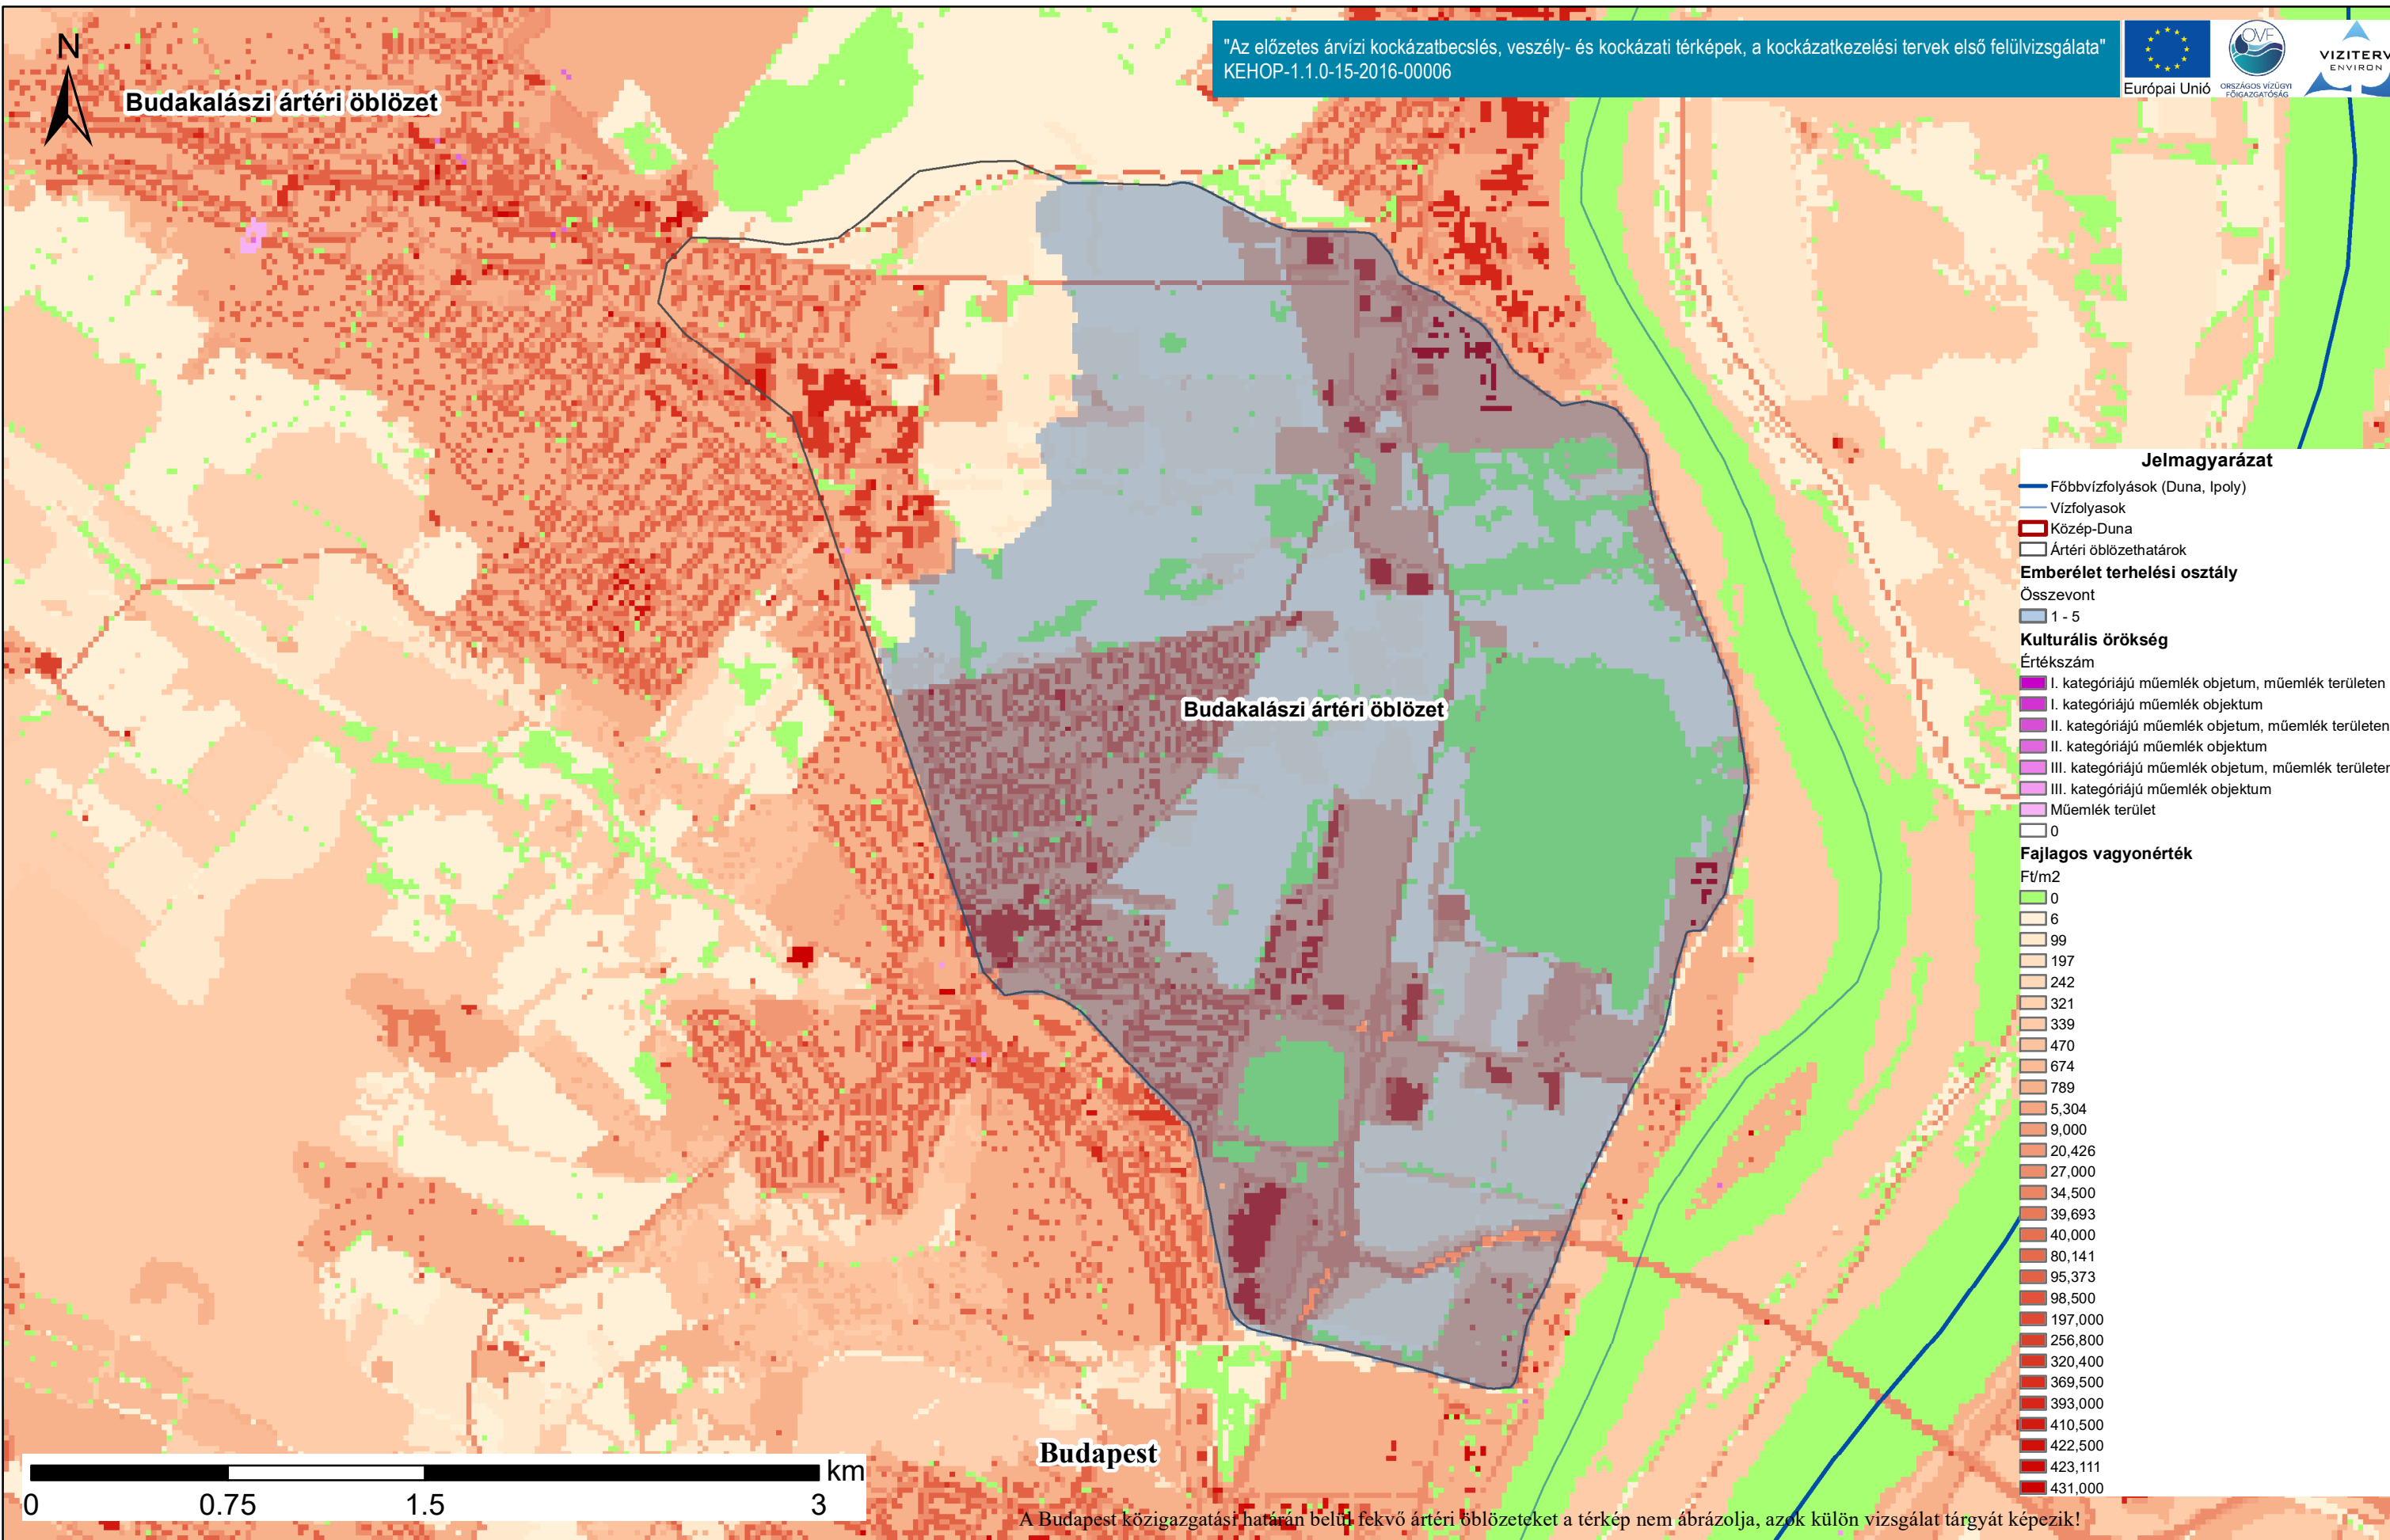 "Az előzetes árvízi kockázatbecslés, veszély- és kockázati térképek, a kockázatkezelési tervek első felülvizsgálata"
KEHOP-1.1.0-15-2016-00006
Európai Unió
OVF
ORSZÁGOS VÍZÜGYI
FŐIGAZGATÓSÁG
VIZITERV
ENVIRON
N
Budakalászi ártéri öblözet
Budakalászi ártéri öblözet
Budapest
Jelmagyarázat
Főbbvízfolyások (Duna, Ipoly)
Vízfolyasok
Közép-Duna
Ártéri öblözethatárok
Emberélet terhelési osztály
Összevont
1 - 5
Kulturális örökség
Értékszám
I. kategóriájú műemlék objetum, műemlék területen
I. kategóriájú műemlék objektum
II. kategóriájú műemlék objetum, műemlék területen
II. kategóriájú műemlék objektum
III. kategóriájú műemlék objetum, műemlék területen
III. kategóriájú műemlék objektum
Műemlék terület
0
Fajlagos vagyonérték
Ft/m2
0
6
99
197
242
321
339
470
674
789
5,304
9,000
20,426
27,000
34,500
39,693
40,000
80,141
95,373
98,500
197,000
256,800
320,400
369,500
393,000
410,500
422,500
423,111
431,000
km
0 0.75 1.5 3
A Budapest közigazgatási határán belül fekvő ártéri öblözeteket a térkép nem ábrázolja, azok külön vizsgálat tárgyát képezik!